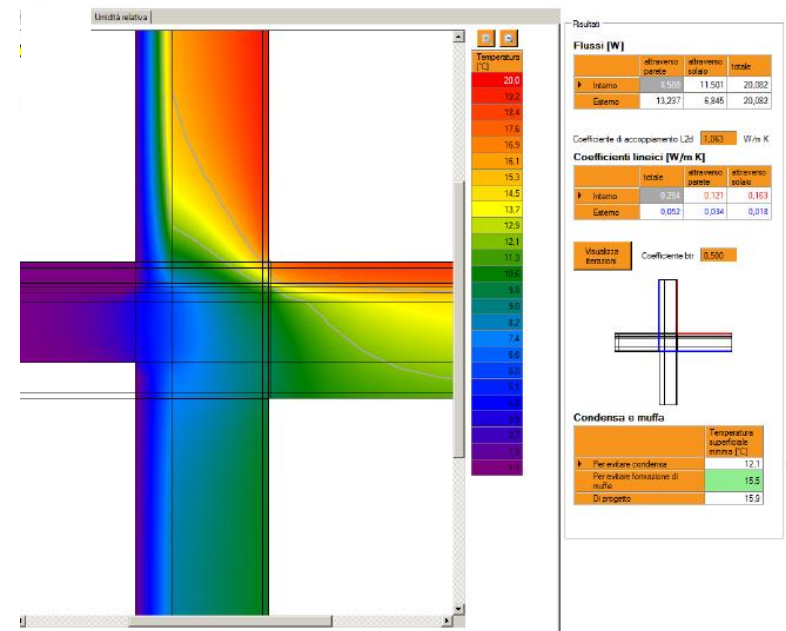 Umidità relativa
Temperatura
[°C]
20,0
19,2
18,4
17,6
16,9
16,1
15,3
14,5
13,7
12,9
12,1
11,3
10,6
9,8
9,0
8,2
7,4
Risultati
Flussi [W]
attraverso parete
attraverso solaio
totale
Interno 8,580 11,501 20,082
Esterno 13,237 6,845 20,082
Coefficiente di accoppiamento L2d 1,063 W/m K
Coefficienti lineici [W/m K]
totale
attraverso parete
attraverso solaio
Interno 0,284 0,121 0,163
Esterno 0,052 0,034 0,018
Visualizza iterazioni
Coefficiente btr 0,500
Condensa e muffa
Temperatura
superficiale
minima [°C]
Per evitare condensa 12,1
Per evitare formazione di
muffa 15,5
Di progetto 15,9